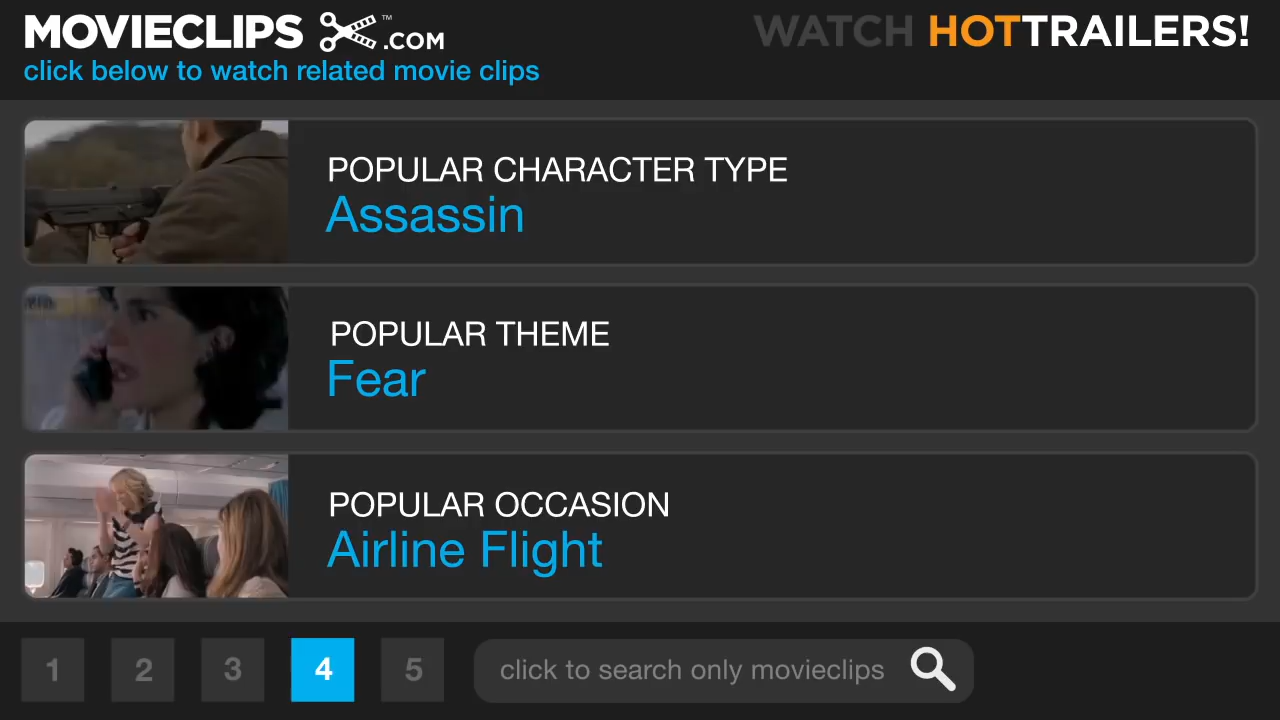 MOVIECLIPS ™.COM
WATCH HOTTRAILERS!
click below to watch related movie clips
POPULAR CHARACTER TYPE
Assassin
POPULAR THEME
Fear
POPULAR OCCASION
Airline Flight
1 2 3 4 5 click to search only movieclips